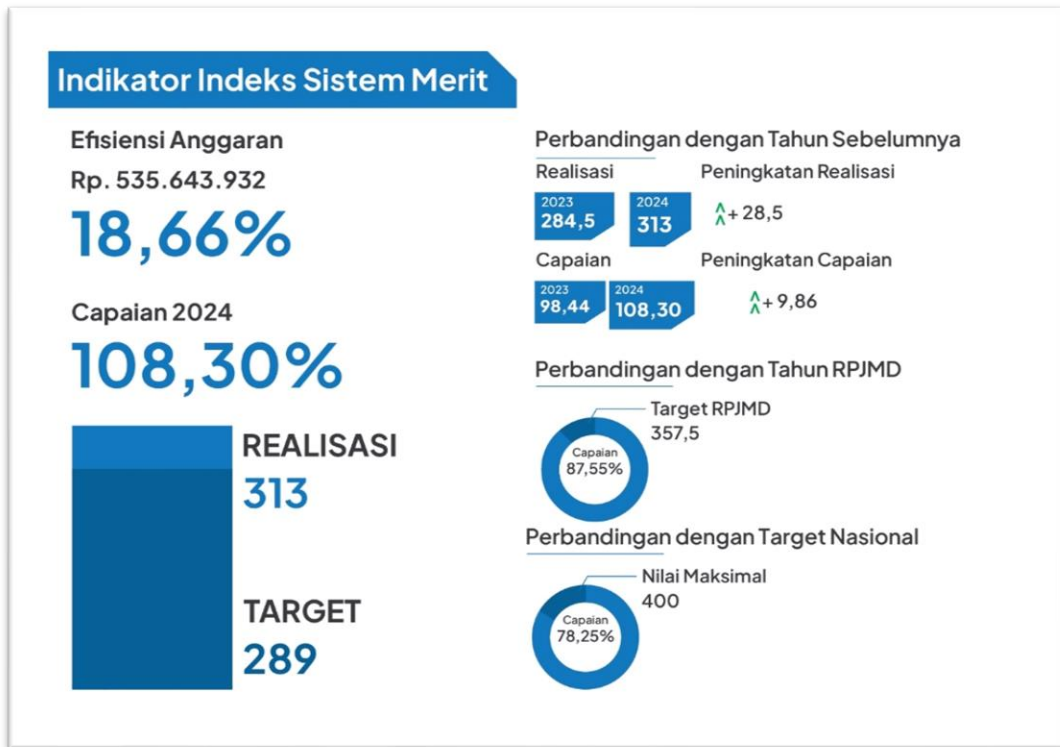 Indikator Indeks Sistem Merit
Efisiensi Anggaran
Rp. 535.643.932
18,66%
Capaian 2024
108,30%
REALISASI
313
TARGET
289
Perbandingan dengan Tahun Sebelumnya
Realisasi
Peningkatan Realisasi
2023
284,5
2024
313
+ 28,5
Capaian
Peningkatan Capaian
2023
98,44
2024
108,30
+ 9,86
Perbandingan dengan Tahun RPJMD
Target RPJMD
357,5
Capaian
87,55%
Perbandingan dengan Target Nasional
Nilai Maksimal
400
Capaian
78,25%